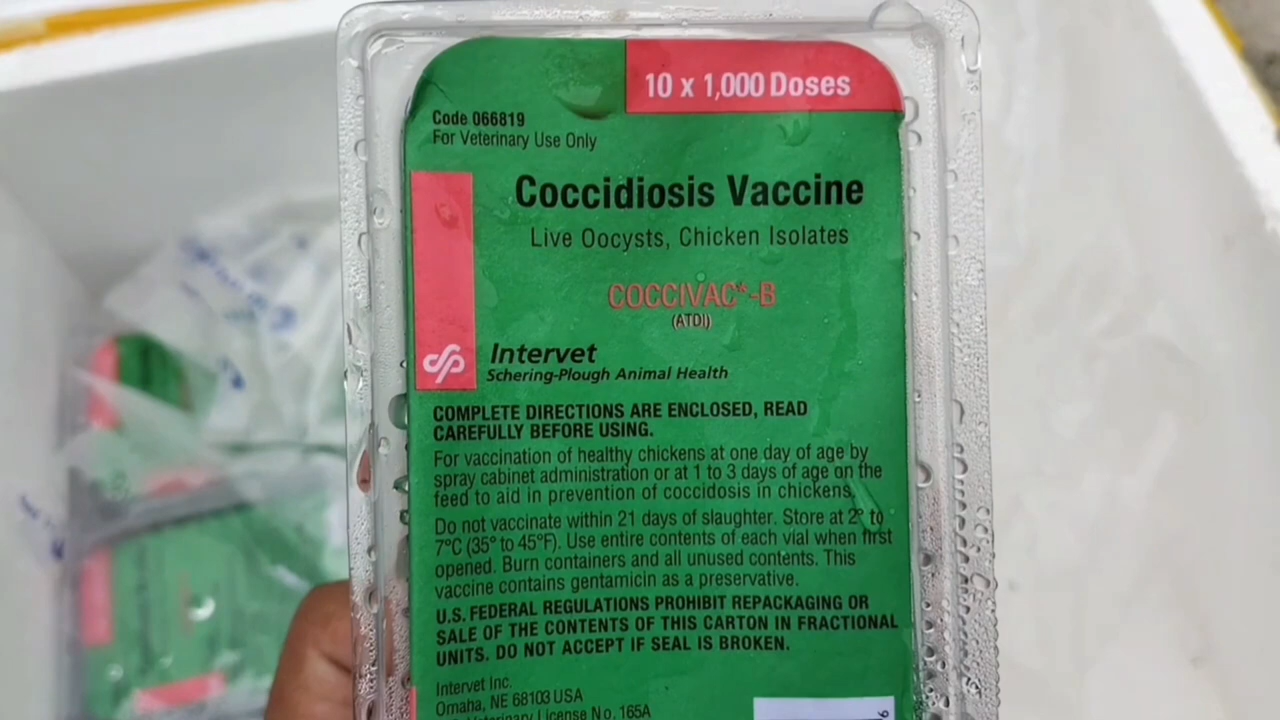 10 x 1,000 Doses
Code 066819
For Veterinary Use Only
Coccidiosis Vaccine
Live Oocysts, Chicken Isolates
COCCIVAC*-B
(ATDI)
Intervet
Schering-Plough Animal Health
COMPLETE DIRECTIONS ARE ENCLOSED, READ
CAREFULLY BEFORE USING.
For vaccination of healthy chickens at one day of age by
spray cabinet administration or at 1 to 3 days of age on the
feed to aid in prevention of coccidosis in chickens.
Do not vaccinate within 21 days of slaughter. Store at 2° to
7°C (35° to 45°F). Use entire contents of each vial when first
opened. Burn containers and all unused contents. This
vaccine contains gentamicin as a preservative.
U.S. FEDERAL REGULATIONS PROHIBIT REPACKAGING OR
SALE OF THE CONTENTS OF THIS CARTON IN FRACTIONAL
UNITS. DO NOT ACCEPT IF SEAL IS BROKEN.
Intervet Inc.
Omaha, NE 68103 USA
Veterinary License No. 165A